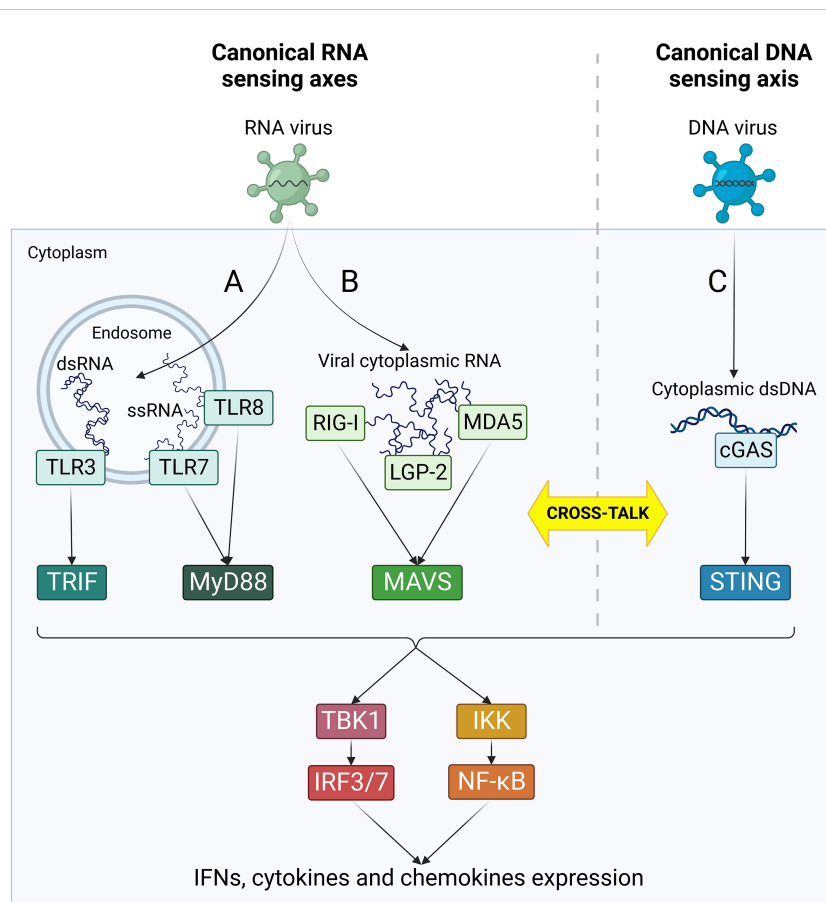 Canonical RNA
sensing axes
Canonical DNA
sensing axis
RNA virus
DNA virus
Cytoplasm
A
B
C
Endosome
dsRNA
ssRNA
TLR8
TLR3
TLR7
Viral cytoplasmic RNA
RIG-I
MDA5
LGP-2
Cytoplasmic dsDNA
cGAS
CROSS-TALK
TRIF
MyD88
MAVS
STING
TBK1
IKK
IRF3/7
NF-κB
IFNs, cytokines and chemokines expression